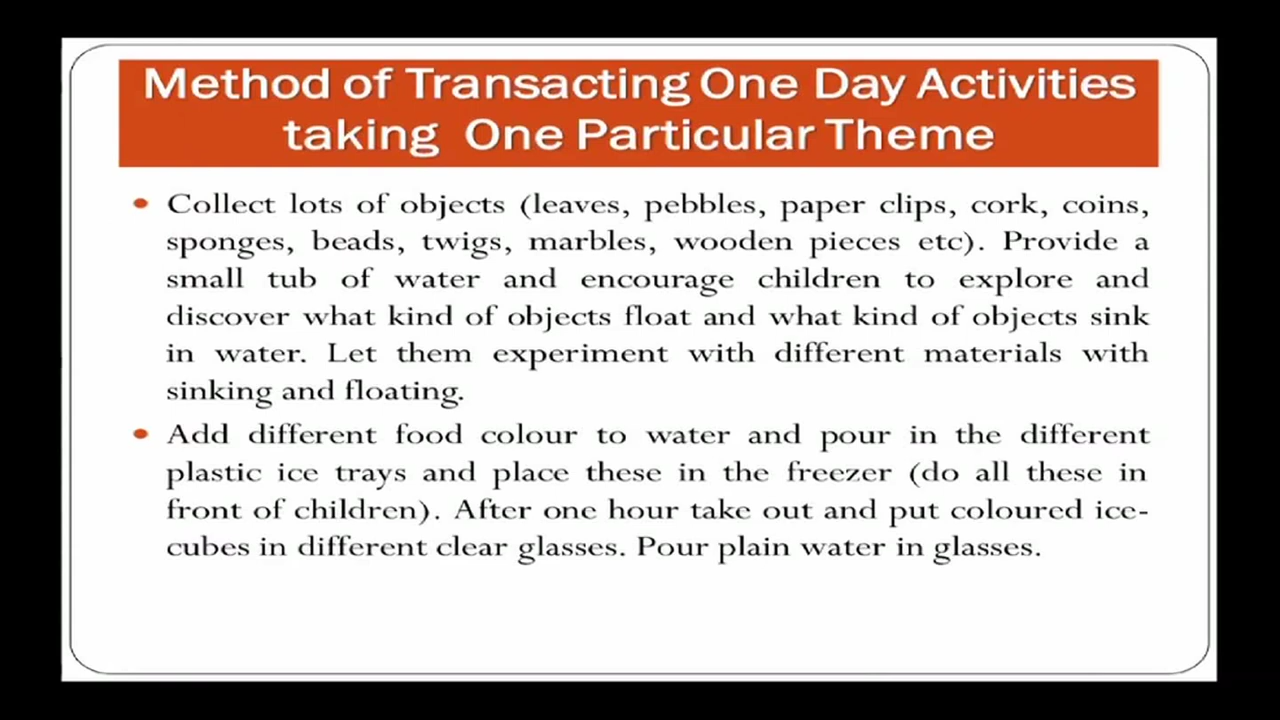 Method of Transacting One Day Activities
taking One Particular Theme
• Collect lots of objects (leaves, pebbles, paper clips, cork, coins,
sponges, beads, twigs, marbles, wooden pieces etc). Provide a
small tub of water and encourage children to explore and
discover what kind of objects float and what kind of objects sink
in water. Let them experiment with different materials with
sinking and floating.
• Add different food colour to water and pour in the different
plastic ice trays and place these in the freezer (do all these in
front of children). After one hour take out and put coloured ice-
cubes in different clear glasses. Pour plain water in glasses.